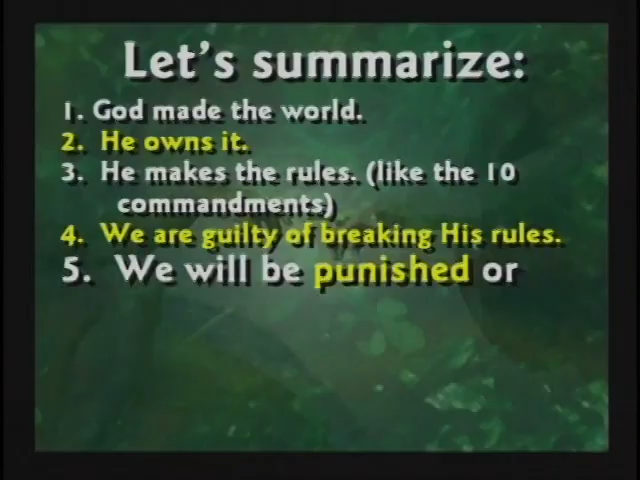 Let's summarize:
1. God made the world.
2. He owns it.
3. He makes the rules. (like the 10
commandments)
4. We are guilty of breaking His rules.
5. We will be punished or